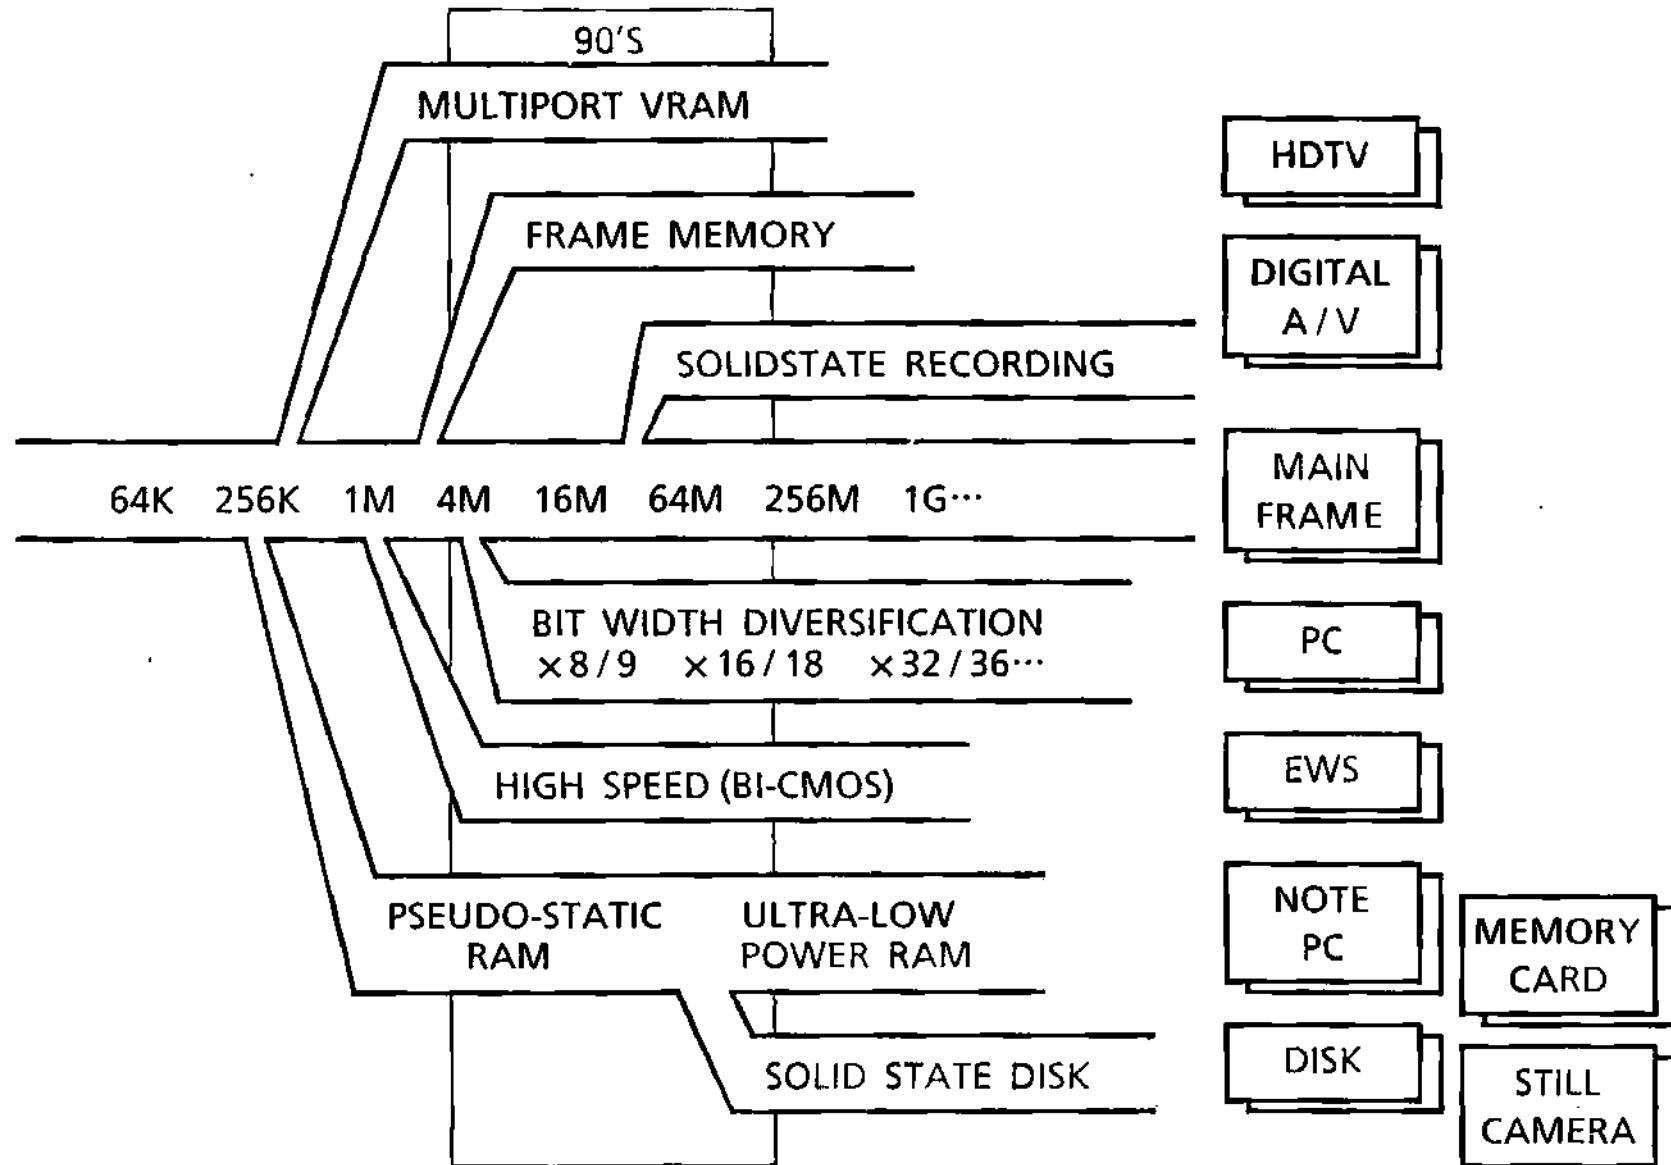 90'S
MULTIPORT VRAM
HDTV
FRAME MEMORY
DIGITAL
A / V
SOLIDSTATE RECORDING
MAIN
FRAME
64K 256K 1M 4M 16M 64M 256M 1G···
BIT WIDTH DIVERSIFICATION
×8 / 9 ×16 / 18 ×32 / 36···
PC
HIGH SPEED (BI-CMOS)
EWS
PSEUDO-STATIC
RAM
ULTRA-LOW
POWER RAM
NOTE
PC
MEMORY
CARD
SOLID STATE DISK
DISK
STILL
CAMERA